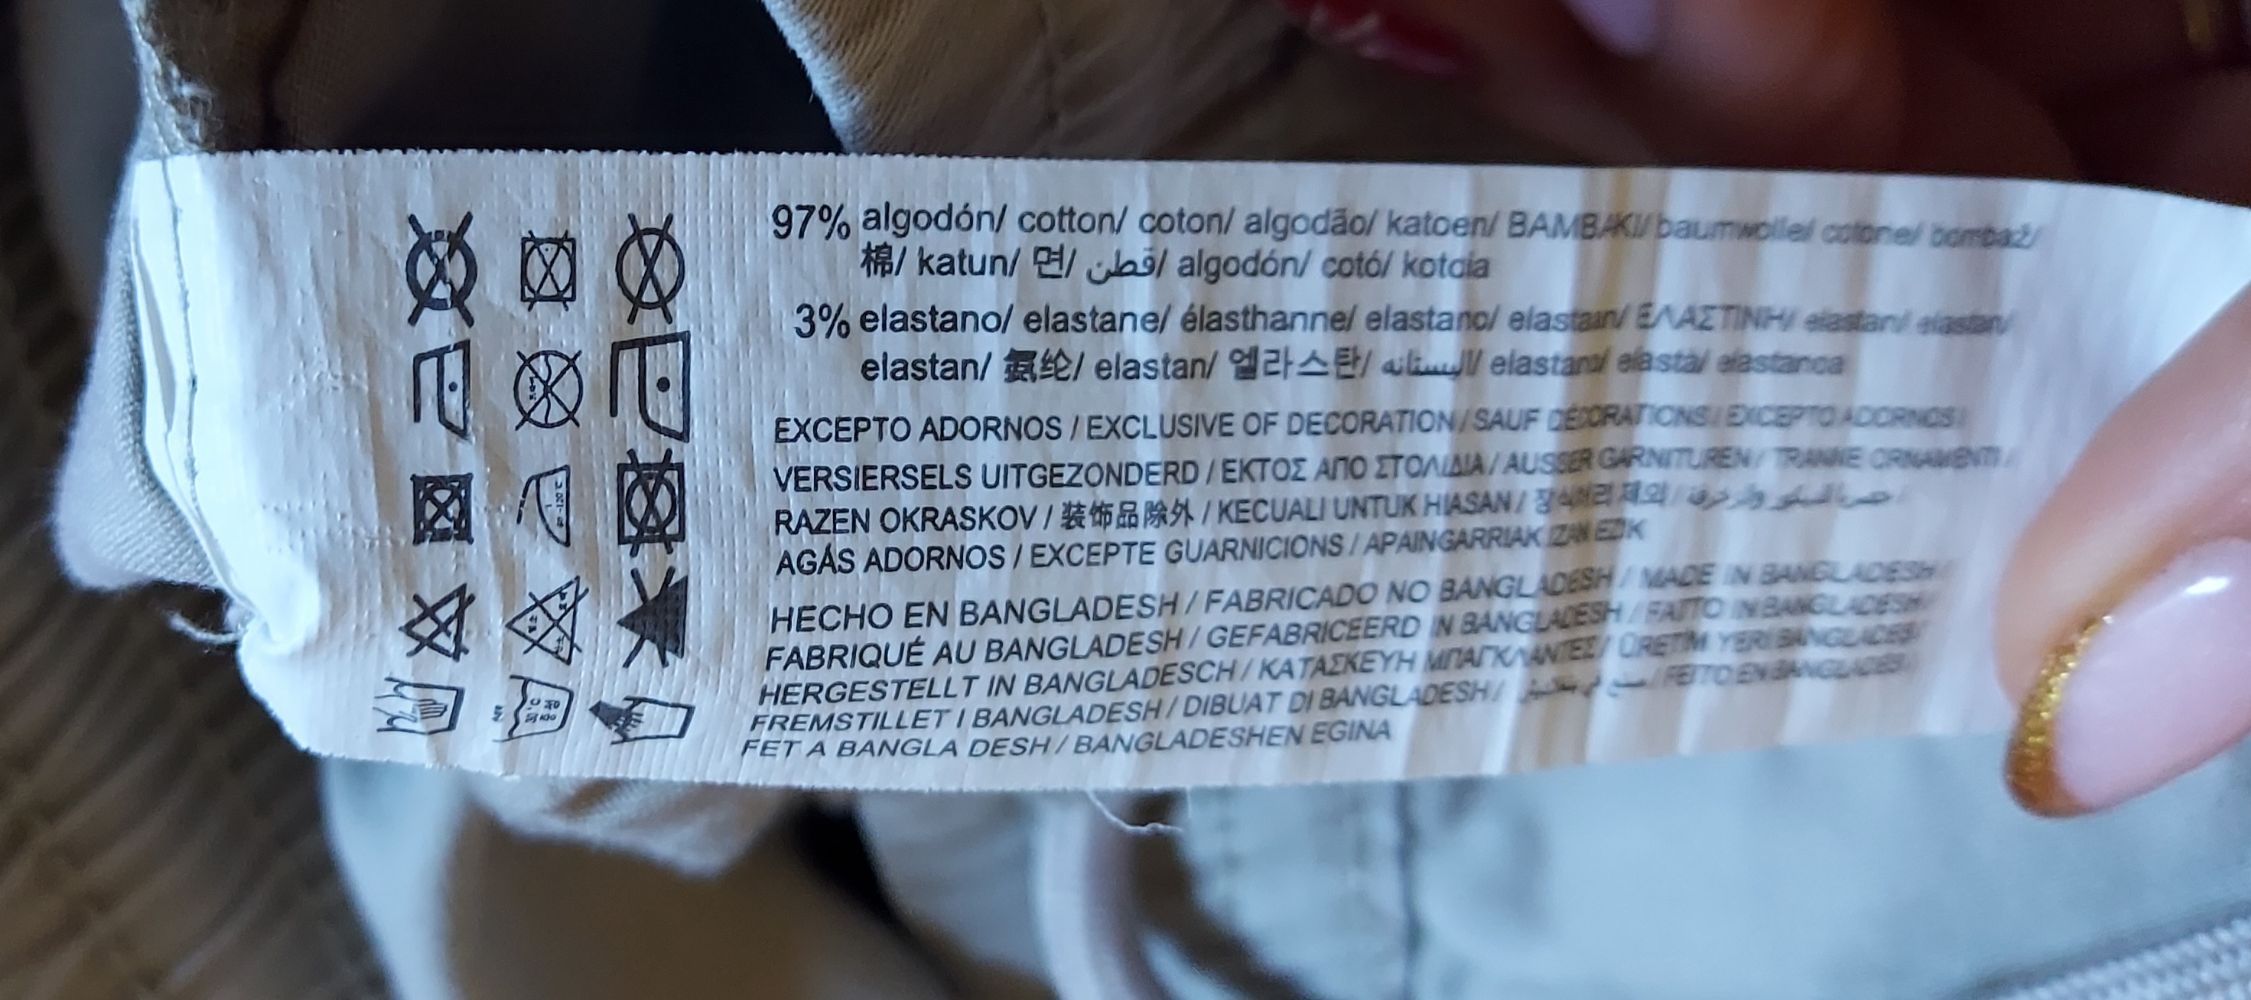 97% algodón/ cotton/ coton/ algodão/ katoen/ BAMBAKI/ baumwolle/ cotone/ bombaž/
棉/ katun/ 면/ قطن/ algodón/ cotó/ kotoia
3% elastano/ elastane/ élasthanne/ elastano/ elastaan/ ΕΛΑΣΤΙΝΗ/ elastan/ elastan/
elastan/ 氨纶/ elastan/ 엘라스탄/ اليستانه/ elastano/ elastà/ elastanoa
EXCEPTO ADORNOS / EXCLUSIVE OF DECORATION / SAUF DÉCORATIONS / EXCEPTO ADORNOS /
VERSIERSELS UITGEZONDERD / ΕΚΤΟΣ ΑΠΟ ΣΤΟΛΙΔΙΑ / AUSSER GARNITUREN / TRANNE ORNAMENTI /
RAZEN OKRASKOV / 装饰品除外 / KECUALI UNTUK HIASAN / 장식 제외 /
AGÁS ADORNOS / EXCEPTE GUARNICIONS / APAINGARRIAK IZAN EZIK
HECHO EN BANGLADESH / FABRICADO NO BANGLADESH / MADE IN BANGLADESH /
FABRIQUÉ AU BANGLADESH / GEFABRICEERD IN BANGLADESH / FATTO IN BANGLADESH
HERGESTELLT IN BANGLADESCH / ΚΑΤΑΣΚΕΥΗ ΜΠΑΓΚΛΑΝΤΕΣ / ÜRETİM YERİ BANGLADEŞ/
FREMSTILLET I BANGLADESH / DIBUAT DI BANGLADESH / / FEITO EN BANGLADES /
FET A BANGLA DESH / BANGLADESHEN EGINA